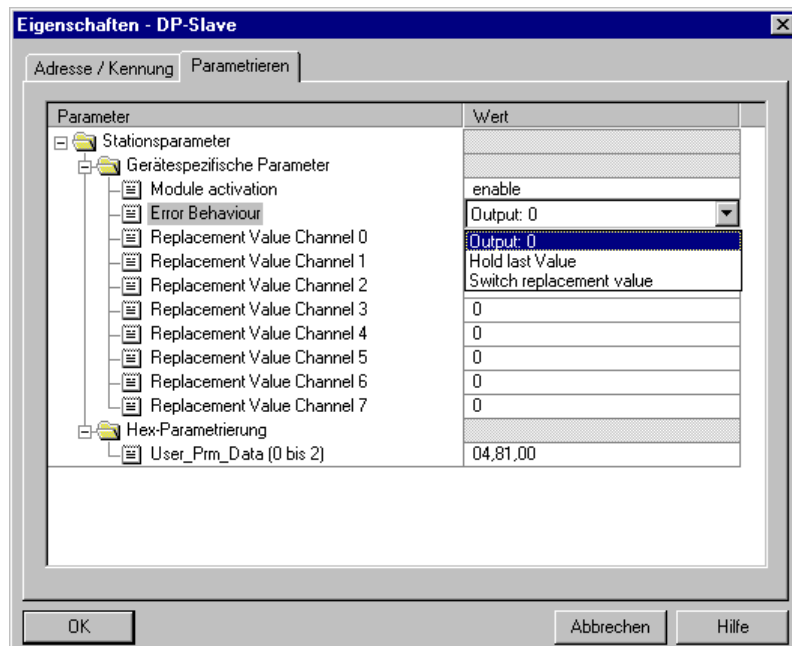 Eigenschaften - DP-Slave
Adresse / Kennung Parametrieren
Parameter Wert
Stationsparameter
Gerätespezifische Parameter
Module activation enable
Error Behaviour Output: 0
Replacement Value Channel 0 Output: 0
Replacement Value Channel 1 Hold last Value
Replacement Value Channel 2 Switch replacement value
Replacement Value Channel 3 0
Replacement Value Channel 4 0
Replacement Value Channel 5 0
Replacement Value Channel 6 0
Replacement Value Channel 7 0
Hex-Parametrierung
User_Prm_Data (0 bis 2) 04,81,00
OK Abbrechen Hilfe